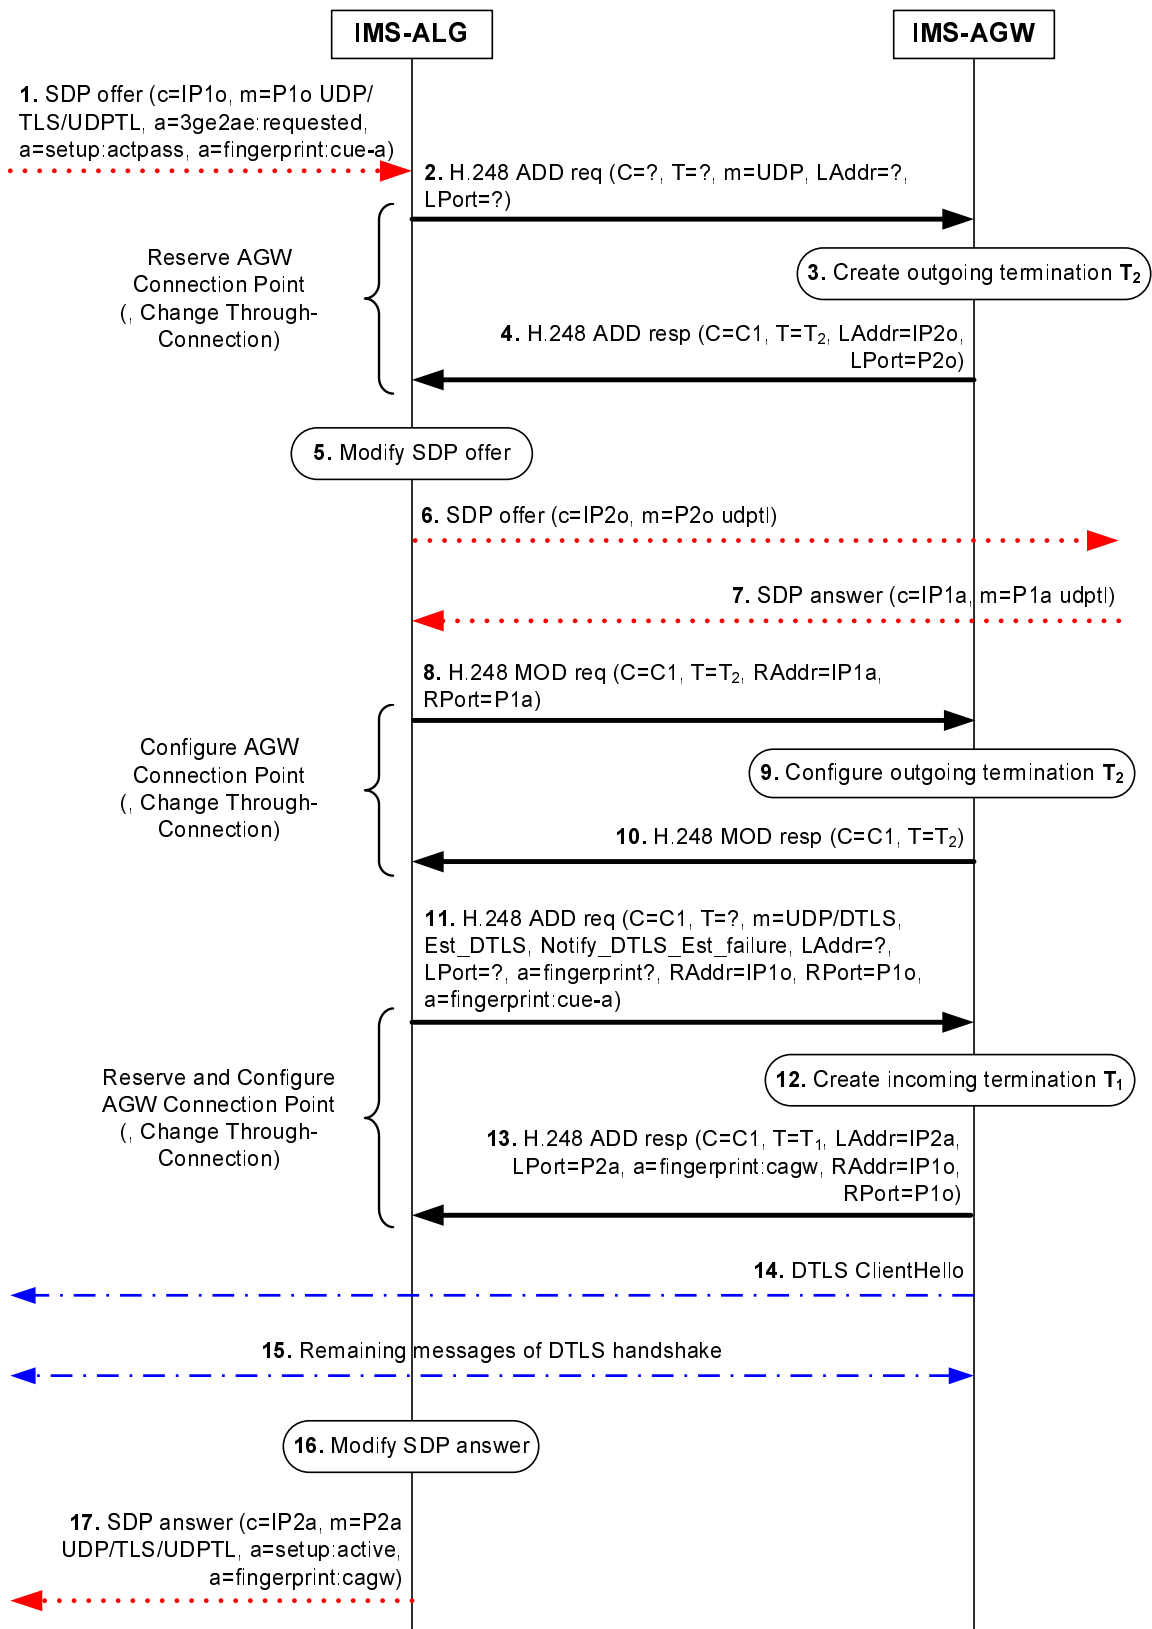 IMS-ALG
IMS-AGW
1. SDP offer (c=IP1o, m=P1o UDP/
TLS/UDPTL, a=3ge2ae:requested,
a=setup:actpass, a=fingerprint:cue-a)
2. H.248 ADD req (C=?, T=?, m=UDP, LAddr=?,
LPort=?)
Reserve AGW
Connection Point
(, Change Through-
Connection)
3. Create outgoing termination T2
4. H.248 ADD resp (C=C1, T=T2, LAddr=IP2o,
LPort=P2o)
5. Modify SDP offer
6. SDP offer (c=IP2o, m=P2o udptl)
7. SDP answer (c=IP1a, m=P1a udptl)
8. H.248 MOD req (C=C1, T=T2, RAddr=IP1a,
RPort=P1a)
Configure AGW
Connection Point
(, Change Through-
Connection)
9. Configure outgoing termination T2
10. H.248 MOD resp (C=C1, T=T2)
11. H.248 ADD req (C=C1, T=?, m=UDP/DTLS,
Est_DTLS, Notify_DTLS_Est_failure, LAddr=?,
LPort=?, a=fingerprint?, RAddr=IP1o, RPort=P1o,
a=fingerprint:cue-a)
Reserve and Configure
AGW Connection Point
(, Change Through-
Connection)
12. Create incoming termination T1
13. H.248 ADD resp (C=C1, T=T1, LAddr=IP2a,
LPort=P2a, a=fingerprint:cagw, RAddr=IP1o,
RPort=P1o)
14. DTLS ClientHello
15. Remaining messages of DTLS handshake
16. Modify SDP answer
17. SDP answer (c=IP2a, m=P2a
UDP/TLS/UDPTL, a=setup:active,
a=fingerprint:cagw)